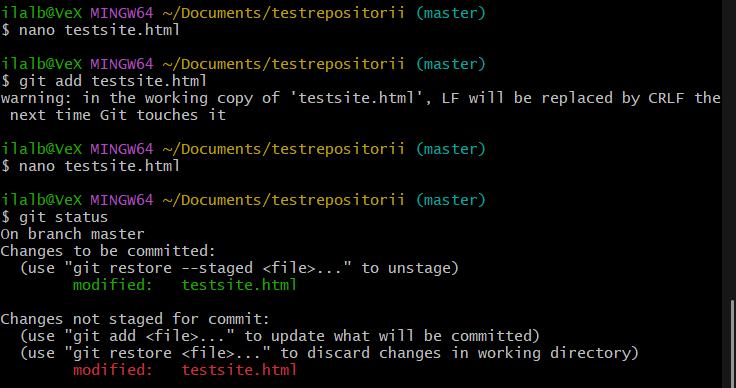 ilalb@VeX MINGW64 ~/Documents/testrepositorii (master)
$ nano testsite.html

ilalb@VeX MINGW64 ~/Documents/testrepositorii (master)
$ git add testsite.html
warning: in the working copy of 'testsite.html', LF will be replaced by CRLF the
 next time Git touches it

ilalb@VeX MINGW64 ~/Documents/testrepositorii (master)
$ nano testsite.html

ilalb@VeX MINGW64 ~/Documents/testrepositorii (master)
$ git status
On branch master
Changes to be committed:
  (use "git restore --staged <file>..." to unstage)
        modified:   testsite.html

Changes not staged for commit:
  (use "git add <file>..." to update what will be committed)
  (use "git restore <file>..." to discard changes in working directory)
        modified:   testsite.html